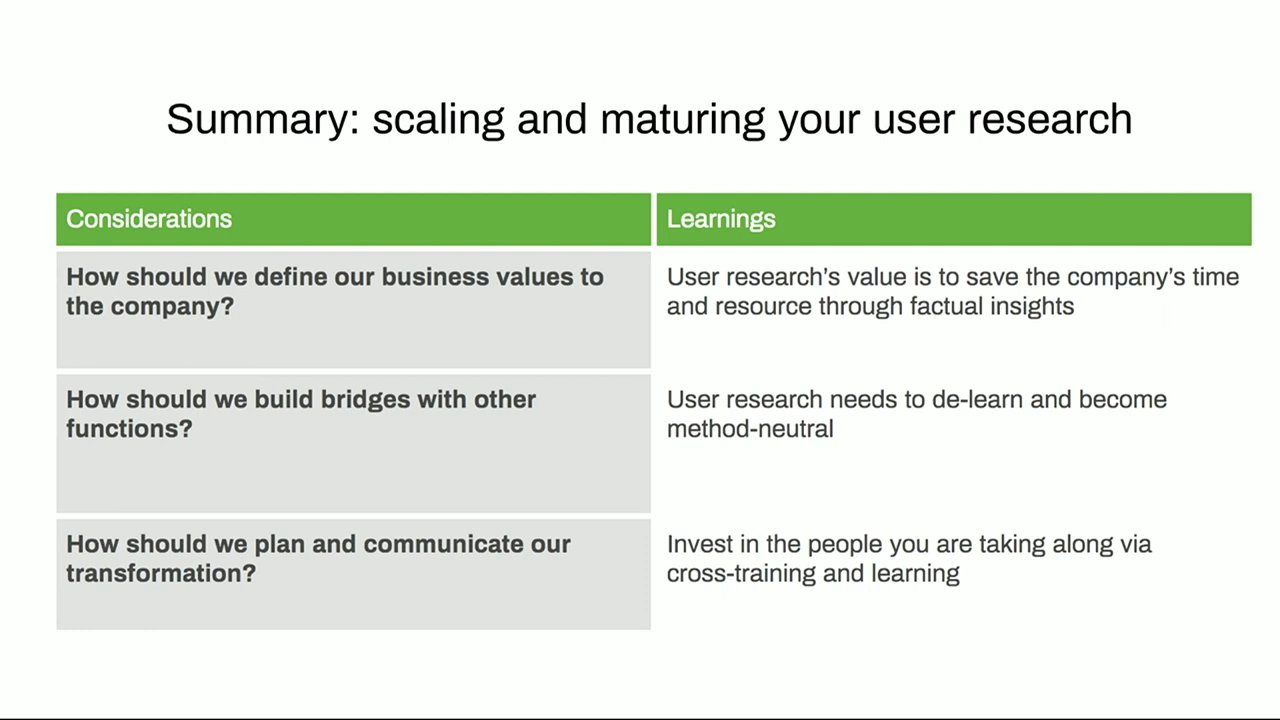 Summary: scaling and maturing your user research
Considerations
Learnings
How should we define our business values to
the company?
User research’s value is to save the company’s time
and resource through factual insights
How should we build bridges with other
functions?
User research needs to de-learn and become
method-neutral
How should we plan and communicate our
transformation?
Invest in the people you are taking along via
cross-training and learning